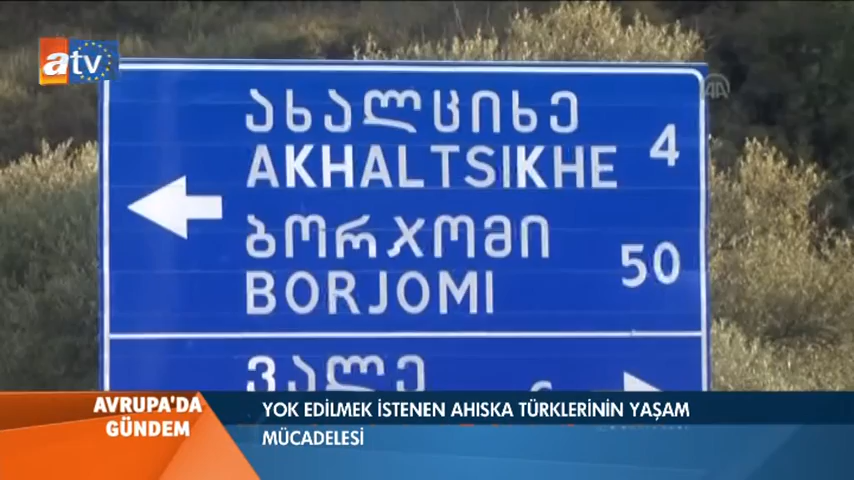 atv
AA
ახალციხე
AKHALTSIKHE
4
ბორჯომი
BORJOMI
50
ვალე
AVRUPA'DA
GÜNDEM
YOK EDİLMEK İSTENEN AHISKA TÜRKLERİNİN YAŞAM
MÜCADELESİ